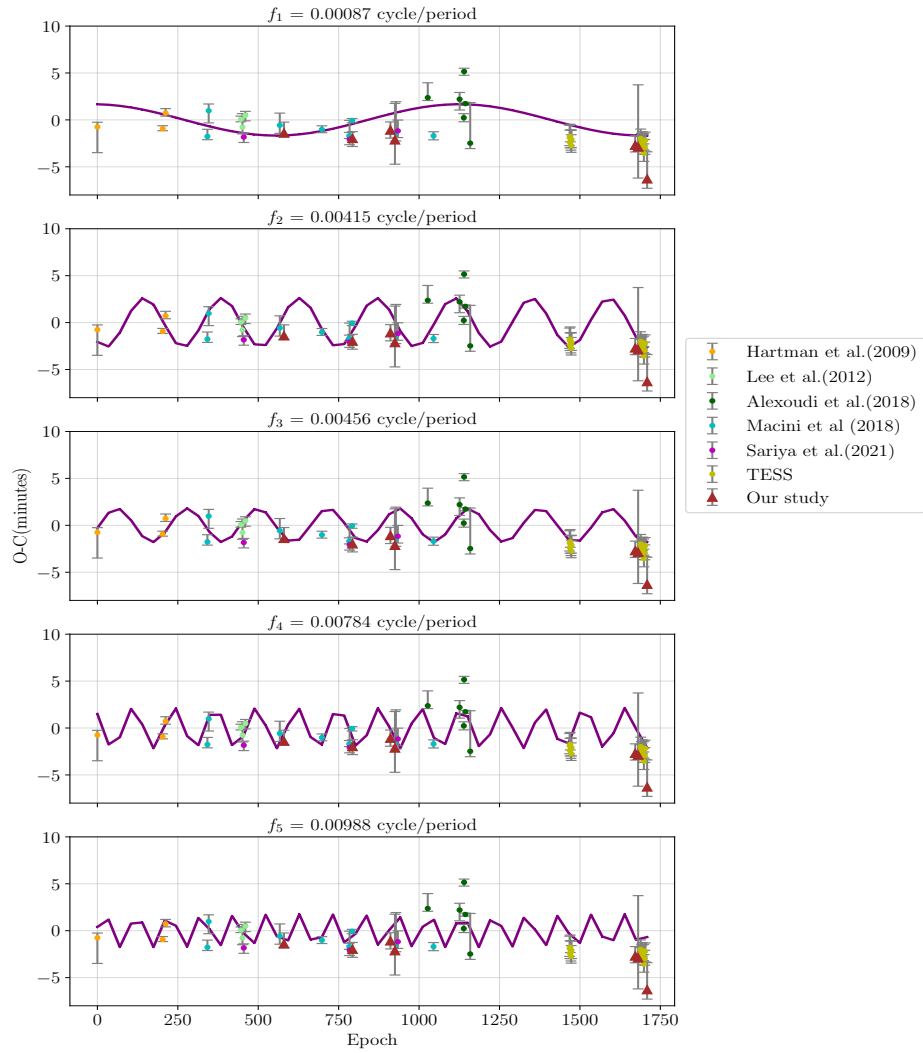 f1 = 0.00087 cycle/period
10
5
0
−5
f2 = 0.00415 cycle/period
10
5
0
−5
f3 = 0.00456 cycle/period
10
5
0
−5
O-C(minutes)
f4 = 0.00784 cycle/period
10
5
0
−5
f5 = 0.00988 cycle/period
10
5
0
−5
0 250 500 750 1000 1250 1500 1750
Epoch
Hartman et al.(2009)
Lee et al.(2012)
Alexoudi et al.(2018)
Macini et al (2018)
Sariya et al.(2021)
TESS
Our study